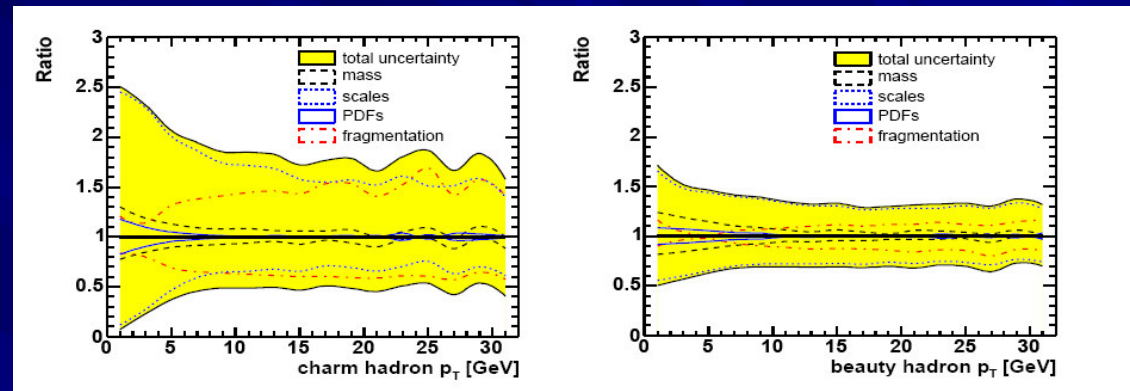 Ratio
3
2.5
2
1.5
1
0.5
0
total uncertainty
mass
scales
PDFs
fragmentation
0 5 10 15 20 25 30
charm hadron p_T [GeV]
Ratio
3
2.5
2
1.5
1
0.5
0
total uncertainty
mass
scales
PDFs
fragmentation
0 5 10 15 20 25 30
beauty hadron p_T [GeV]